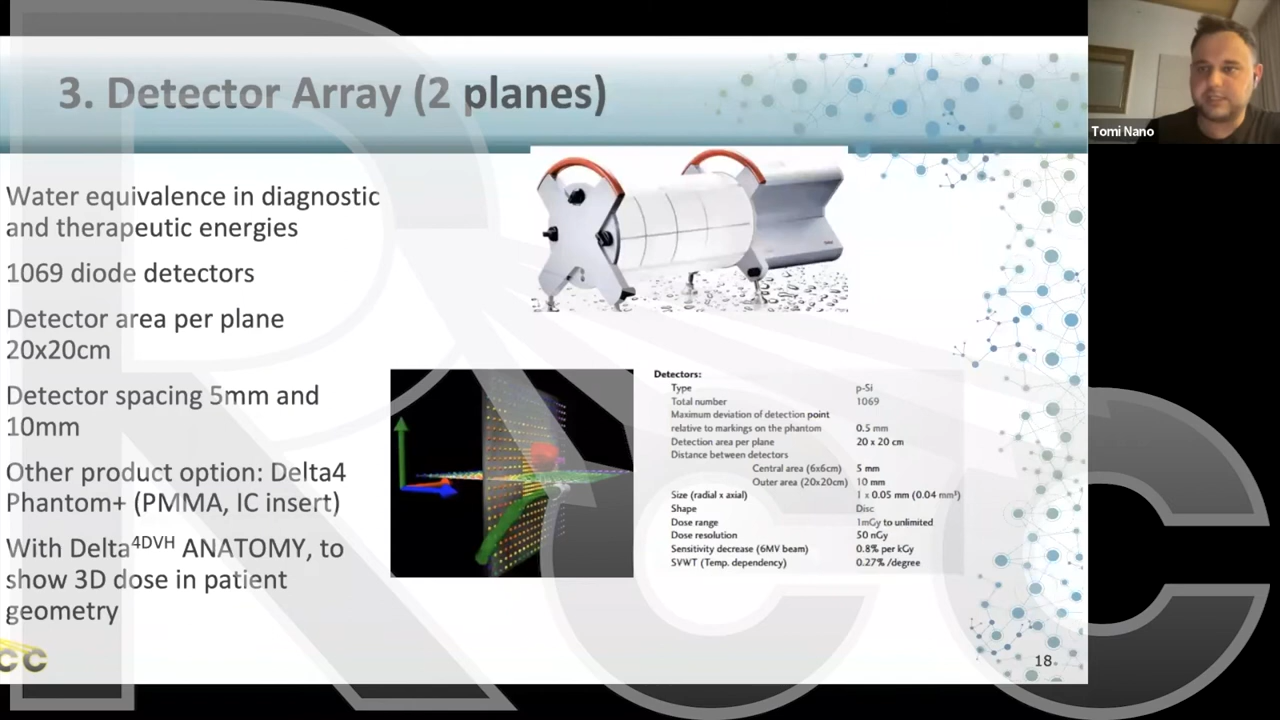 3. Detector Array (2 planes)
Tomi Nano
Water equivalence in diagnostic
and therapeutic energies
1069 diode detectors
Detector area per plane
20x20cm
Detector spacing 5mm and
10mm
Other product option: Delta4
Phantom+ (PMMA, IC insert)
With Delta4DVH ANATOMY, to
show 3D dose in patient
geometry
Detectors:
Type p-Si
Total number 1069
Maximum deviation of detection point
relative to markings on the phantom 0.5 mm
Detection area per plane 20 x 20 cm
Distance between detectors
Central area (6x6cm) 5 mm
Outer area (20x20cm) 10 mm
Size (radial x axial) 1 x 0.05 mm (0.04 mm³)
Shape Disc
Dose range 1mGy to unlimited
Dose resolution 50 nGy
Sensitivity decrease (6MV beam) 0.8% per kGy
SVWT (Temp. dependency) 0.27% /degree
CC
18
RCC